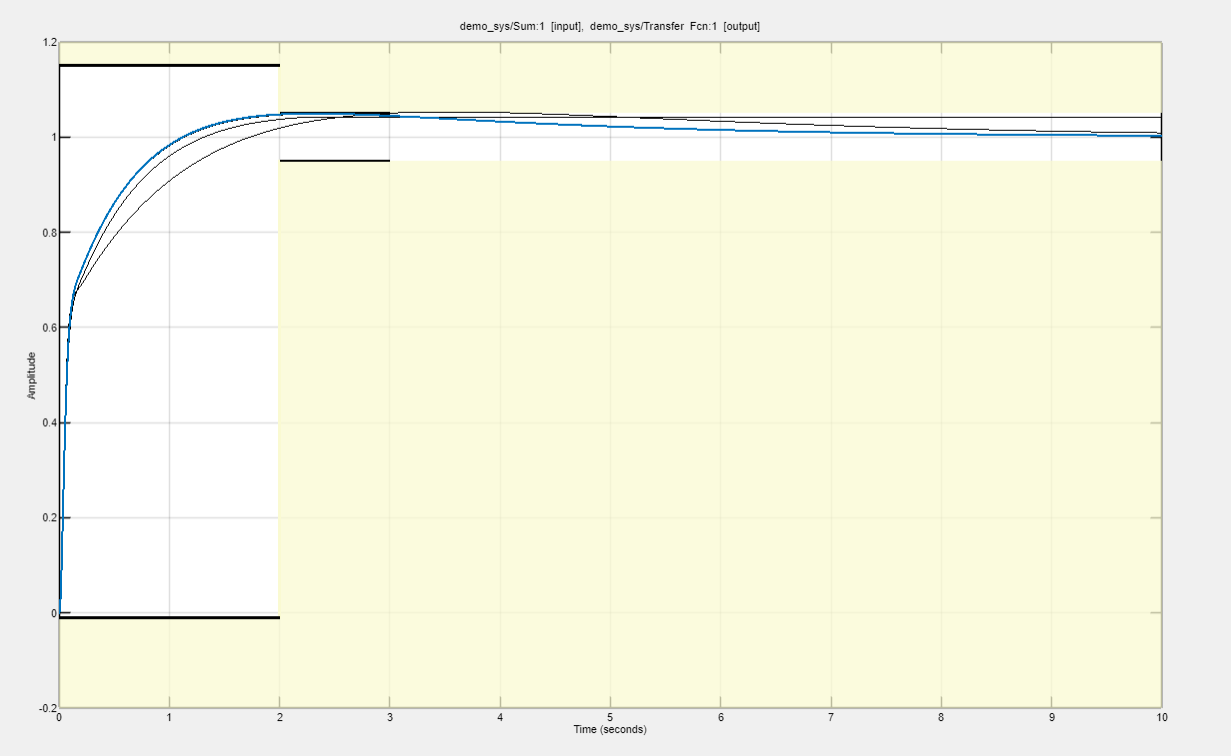 demo_sys/Sum:1 [input], demo_sys/Transfer Fcn:1 [output]
1.2
1
0.8
0.6
0.4
0.2
0
-0.2
Amplitude
0 1 2 3 4 5 6 7 8 9 10
Time (seconds)